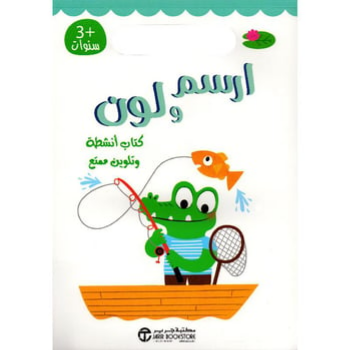 +3
سنوات
ارسم
و
لون
كتاب أنشطة
وتلوين ممتع
مكتبة جرير
JARIR BOOKSTORE